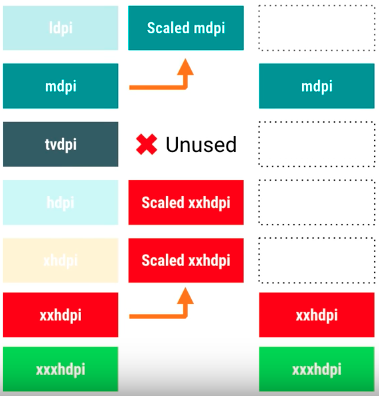 ldpi Scaled mdpi
mdpi mdpi
tvdpi Unused
hdpi Scaled xxhdpi
xhdpi Scaled xxhdpi
xxhdpi xxhdpi
xxxhdpi xxxhdpi